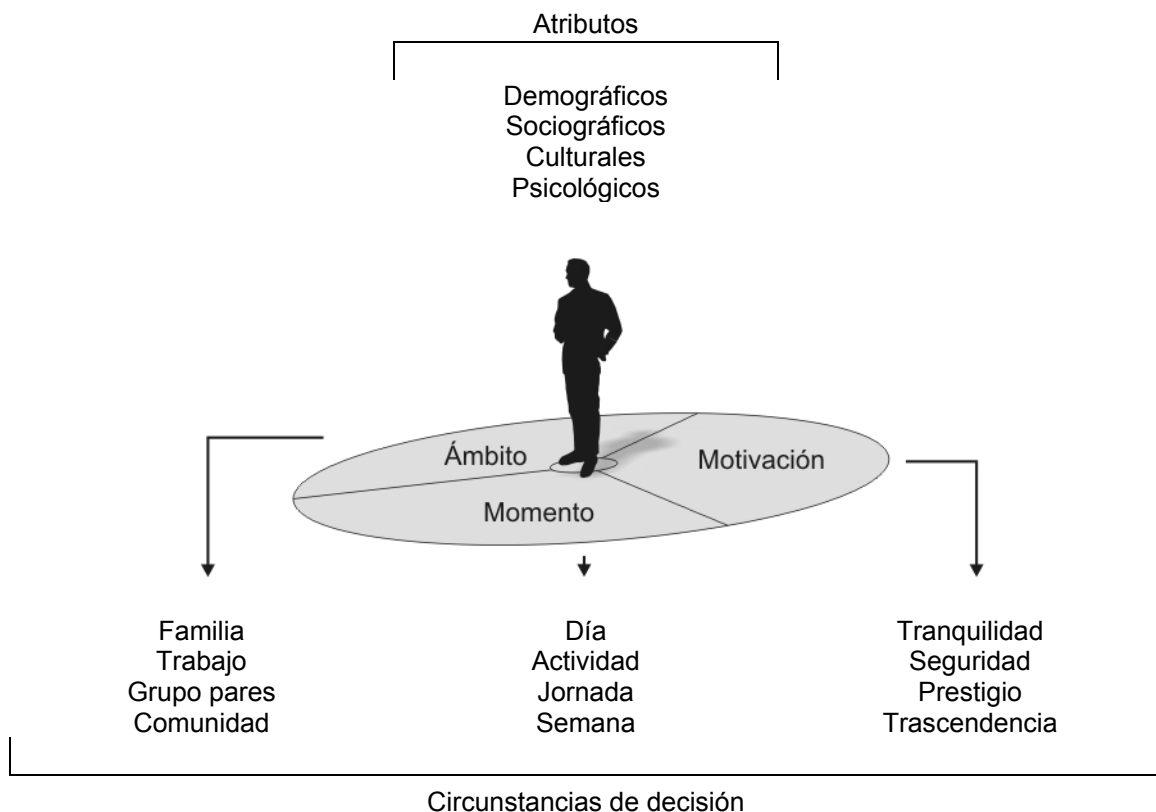 Atributos
Demográficos
Sociográficos
Culturales
Psicológicos
Ámbito
Motivación
Momento
Familia
Trabajo
Grupo pares
Comunidad
Día
Actividad
Jornada
Semana
Tranquilidad
Seguridad
Prestigio
Trascendencia
Circunstancias de decisión